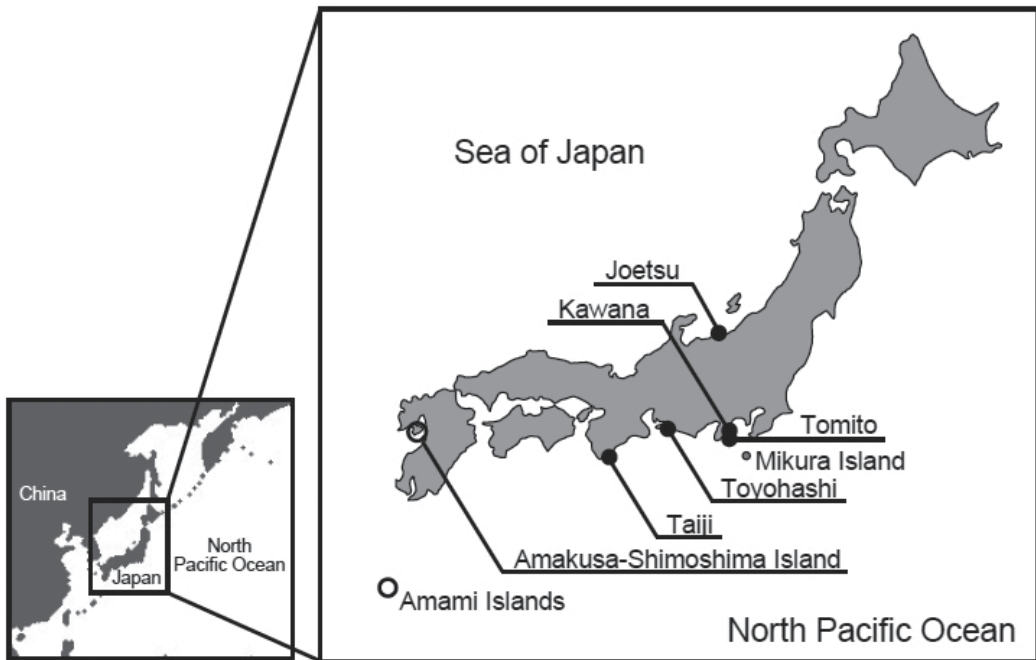 Sea of Japan
Joetsu
Kawana
Tomito
Mikura Island
Toyohashi
Taiji
Amakusa-Shimoshima Island
Amami Islands
North Pacific Ocean
China
North
Pacific Ocean
Japan